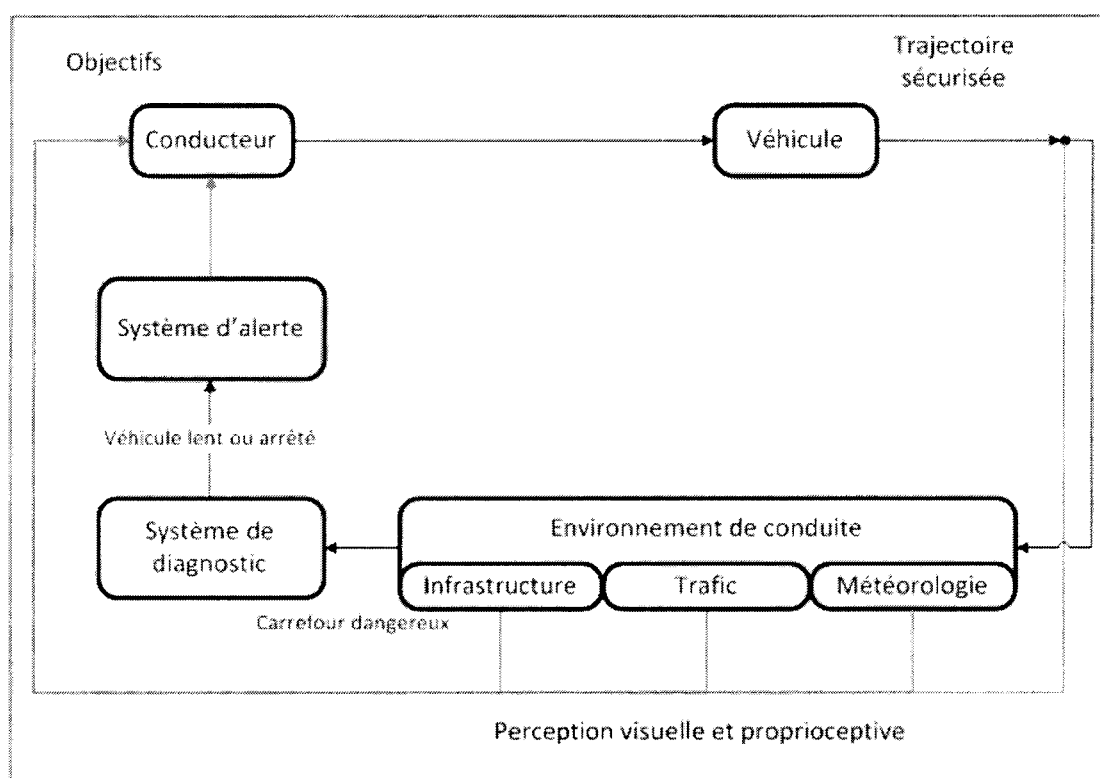 Objectifs
Trajectoire
sécurisée
Conducteur
Véhicule
Système d'alerte
Véhicule lent ou arrêté
Système de
diagnostic
Environnement de conduite
Infrastructure
Trafic
Météorologie
Carrefour dangereux
Perception visuelle et proprioceptive